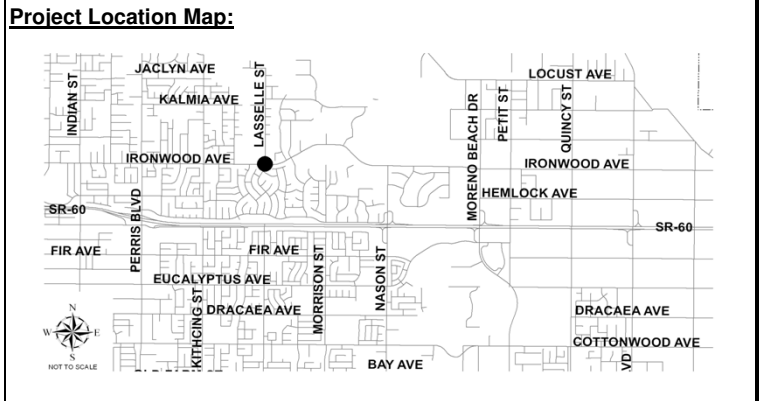 Project Location Map:
JACLYN AVE
LOCUST AVE
INDIAN ST
KALMIA AVE
LASSELLE ST
PETIT ST
QUINCY ST
MORENO BEACH DR
IRONWOOD AVE
IRONWOOD AVE
HEMLOCK AVE
SR-60
PERRIS BLVD
SR-60
FIR AVE
FIR AVE
MORRISON ST
NASON ST
EUCALYPTUS AVE
KITHCING ST
DRACAEA AVE
DRACAEA AVE
N
W E
S
NOT TO SCALE
COTTONWOOD AVE
BAY AVE
VD